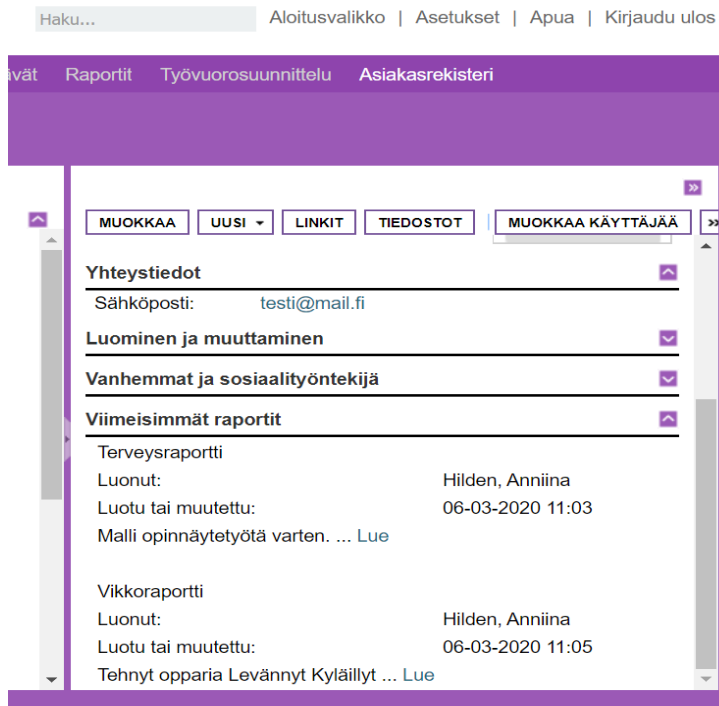 Haku...
Aloitusvalikko | Asetukset | Apua | Kirjaudu ulos
ivät Raportit Työvuorosuunnittelu Asiakasrekisteri
MUOKKAA UUSI LINKIT TIEDOSTOT MUOKKAA KÄYTTÄJÄÄ
Yhteystiedot
Sähköposti: testi@mail.fi
Luominen ja muuttaminen
Vanhemmat ja sosiaalityöntekijä
Viimeisimmät raportit
Terveysraportti
Luonut: Hilden, Anniina
Luotu tai muutettu: 06-03-2020 11:03
Malli opinnäytetyötä varten. ... Lue
Vikkoraportti
Luonut: Hilden, Anniina
Luotu tai muutettu: 06-03-2020 11:05
Tehnyt opparia Levännyt Kyläillyt ... Lue